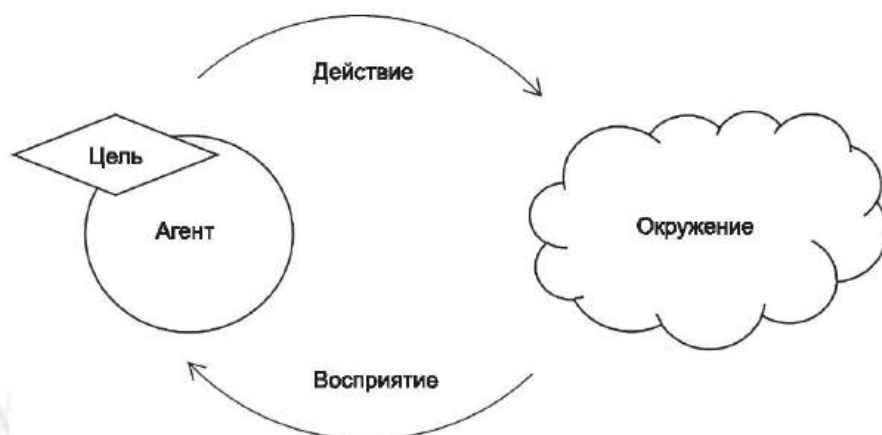 Действие
Цель
Агент
Окружение
Восприятие